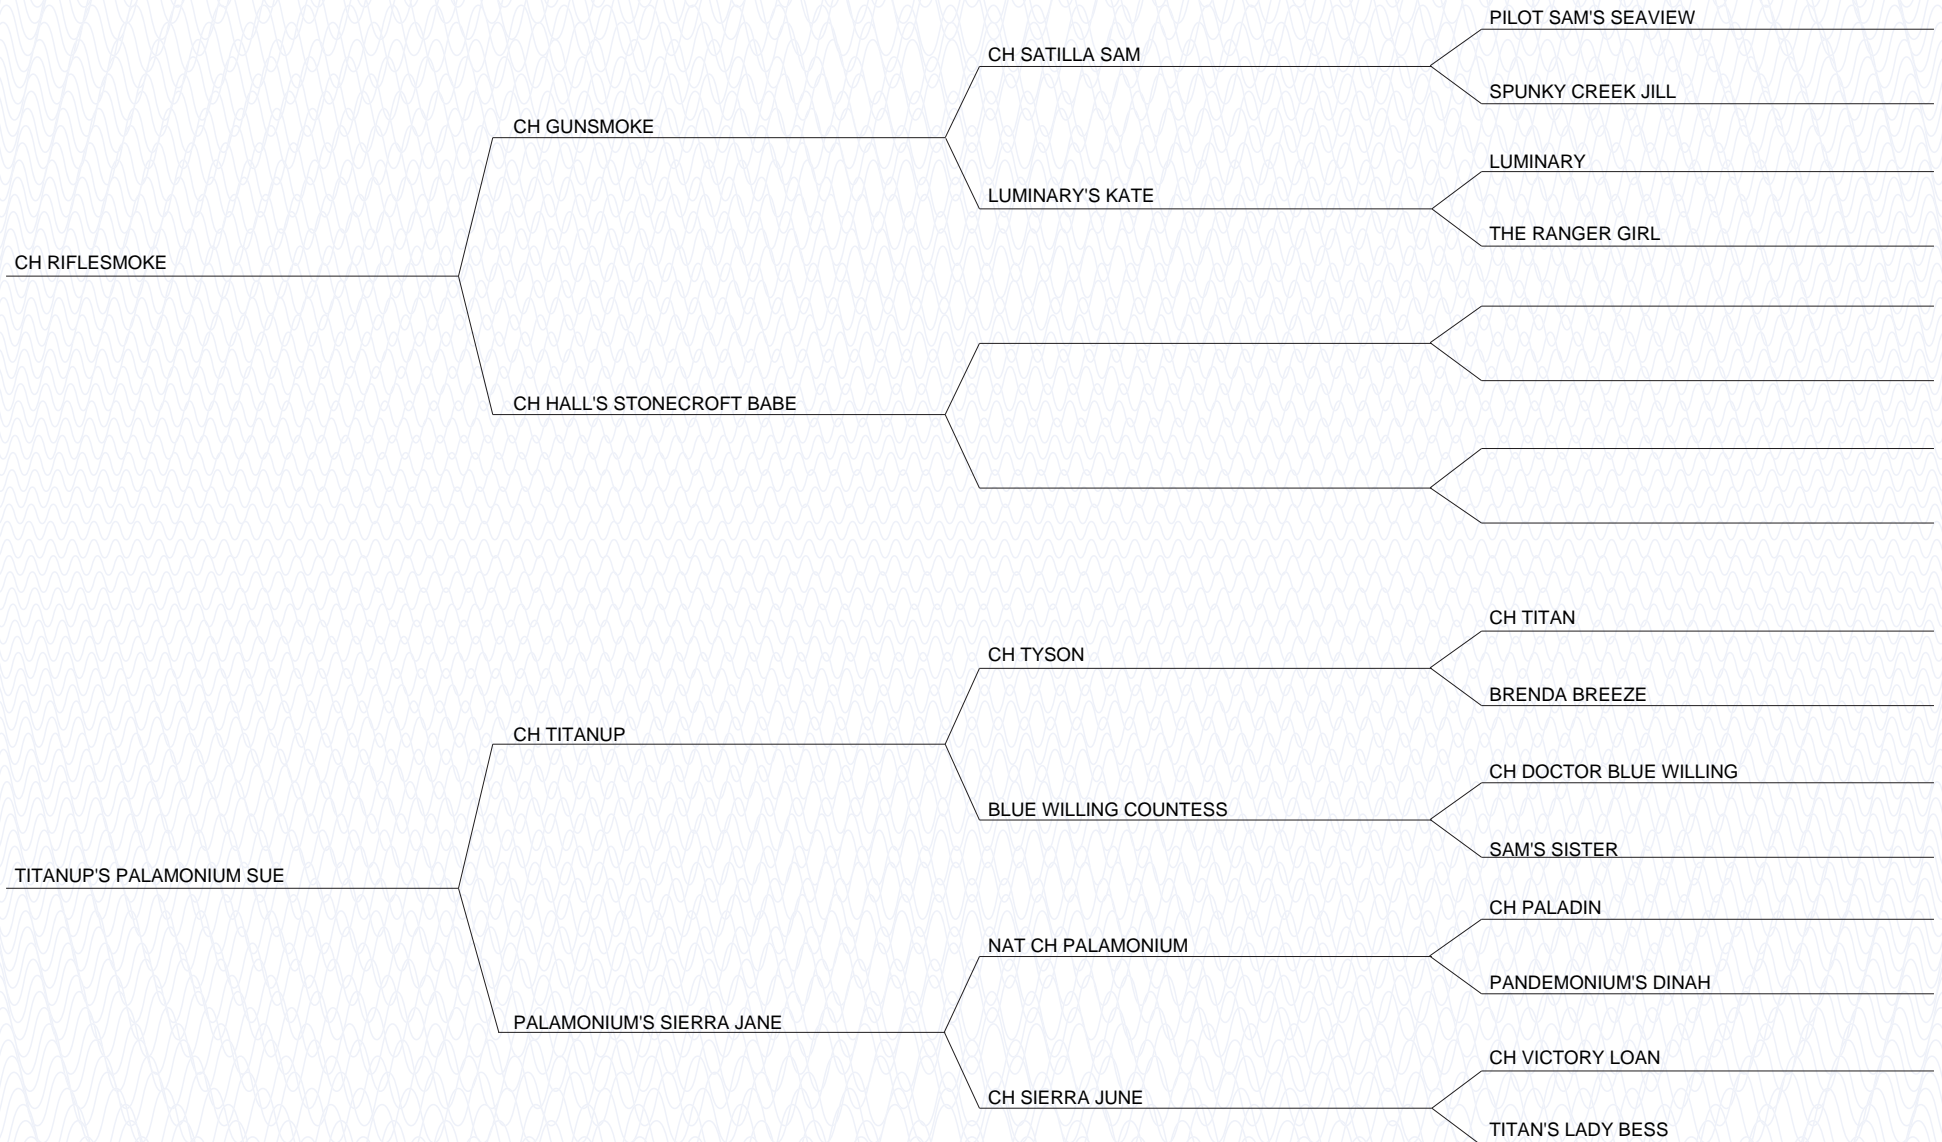 PILOT SAM'S SEAVIEW
CH SATILLA SAM
SPUNKY CREEK JILL
CH GUNSMOKE
LUMINARY
LUMINARY'S KATE
THE RANGER GIRL
CH RIFLESMOKE
CH HALL'S STONECROFT BABE
CH TITAN
CH TYSON
BRENDA BREEZE
CH TITANUP
CH DOCTOR BLUE WILLING
BLUE WILLING COUNTESS
SAM'S SISTER
TITANUP'S PALAMONIUM SUE
CH PALADIN
NAT CH PALAMONIUM
PANDEMONIUM'S DINAH
PALAMONIUM'S SIERRA JANE
CH VICTORY LOAN
CH SIERRA JUNE
TITAN'S LADY BESS